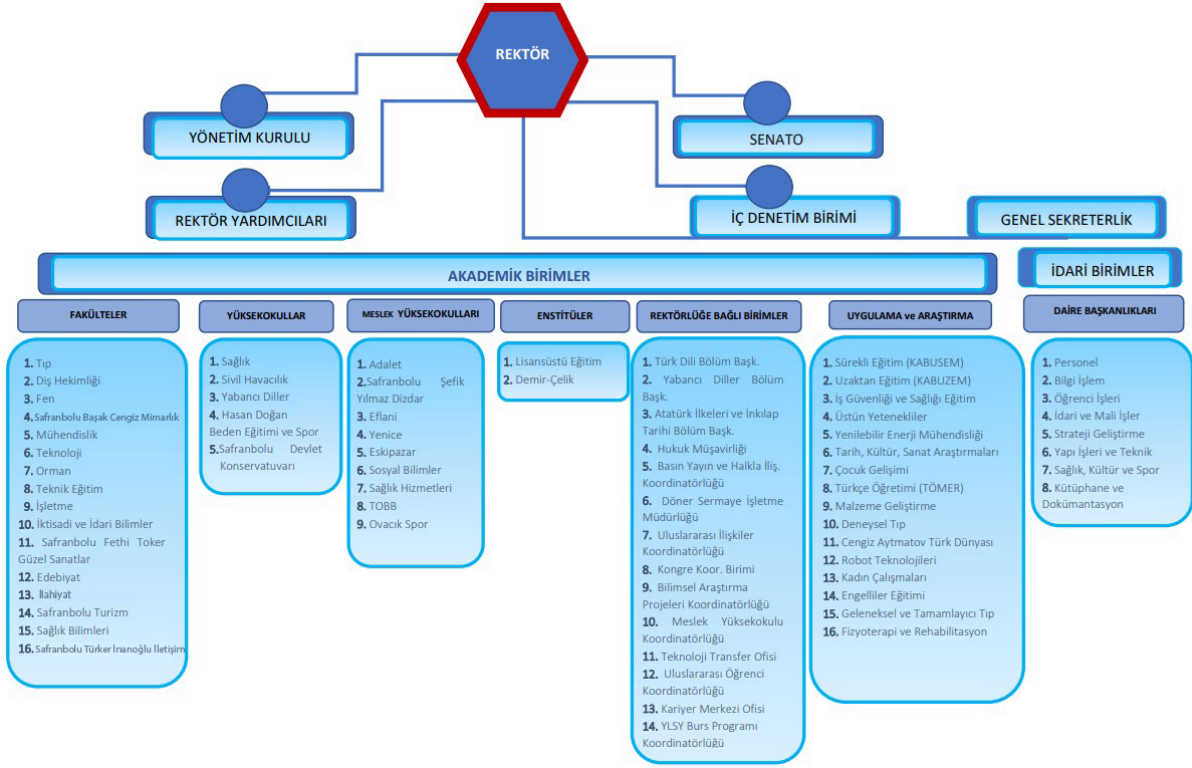 REKTÖR
YÖNETİM KURULU
SENATO
REKTÖR YARDIMCILARI
İÇ DENETİM BİRİMİ
GENEL SEKRETERLİK
AKADEMİK BİRİMLER
İDARİ BİRİMLER
FAKÜLTELER
1. Tıp
2. Diş Hekimliği
3. Fen
4. Safranbolu Başak Cengiz Mimarlık
5. Mühendislik
6. Teknoloji
7. Orman
8. Teknik Eğitim
9. İşletme
10. İktisadi ve İdari Bilimler
11. Safranbolu Fethi Toker
Güzel Sanatlar
12. Edebiyat
13. İlahiyat
14. Safranbolu Turizm
15. Sağlık Bilimleri
16. Safranbolu Türker İnanoğlu İletişim
YÜKSEKOKULLAR
1. Sağlık
2. Sivil Havacılık
3. Yabancı Diller
4. Hasan Doğan
Beden Eğitimi ve Spor
5.Safranbolu Devlet
Konservatuvarı
MESLEK YÜKSEKOKULLARI
1. Adalet
2.Safranbolu Şefik
Yılmaz Dizdar
3. Eflani
4. Yenice
5. Eskipazar
6. Sosyal Bilimler
7. Sağlık Hizmetleri
8. TOBB
9. Ovacık Spor
ENSTİTÜLER
1. Lisansüstü Eğitim
2. Demir-Çelik
REKTÖRLÜĞE BAĞLI BİRİMLER
1. Türk Dili Bölüm Başk.
2. Yabancı Diller Bölüm
Başk.
3. Atatürk İlkeleri ve İnkılap
Tarihi Bölüm Başk.
4. Hukuk Müşavirliği
5. Basın Yayın ve Halkla İliş.
Koordinatörlüğü
6. Döner Sermaye İşletme
Müdürlüğü
7. Uluslararası İlişkiler
Koordinatörlüğü
8. Kongre Koor. Birimi
9. Bilimsel Araştırma
Projeleri Koordinatörlüğü
10. Meslek Yüksekokulu
Koordinatörlüğü
11. Teknoloji Transfer Ofisi
12. Uluslararası Öğrenci
Koordinatörlüğü
13. Kariyer Merkezi Ofisi
14. YLSY Burs Programı
Koordinatörlüğü
UYGULAMA ve ARAŞTIRMA
1. Sürekli Eğitim (KABUSEM)
2. Uzaktan Eğitim (KABUZEM)
3. İş Güvenliği ve Sağlığı Eğitim
4. Üstün Yetenekliler
5. Yenilebilir Enerji Mühendisliği
6. Tarih, Kültür, Sanat Araştırmaları
7. Çocuk Gelişimi
8. Türkçe Öğretimi (TÖMER)
9. Malzeme Geliştirme
10. Deneysel Tıp
11. Cengiz Aytmatov Türk Dünyası
12. Robot Teknolojileri
13. Kadın Çalışmaları
14. Engelliler Eğitimi
15. Geleneksel ve Tamamlayıcı Tıp
16. Fizyoterapi ve Rehabilitasyon
DAİRE BAŞKANLIKLARI
1. Personel
2. Bilgi İşlem
3. Öğrenci İşleri
4. İdari ve Mali İşler
5. Strateji Geliştirme
6. Yapı İşleri ve Teknik
7. Sağlık, Kültür ve Spor
8. Kütüphane ve
Dokümantasyon